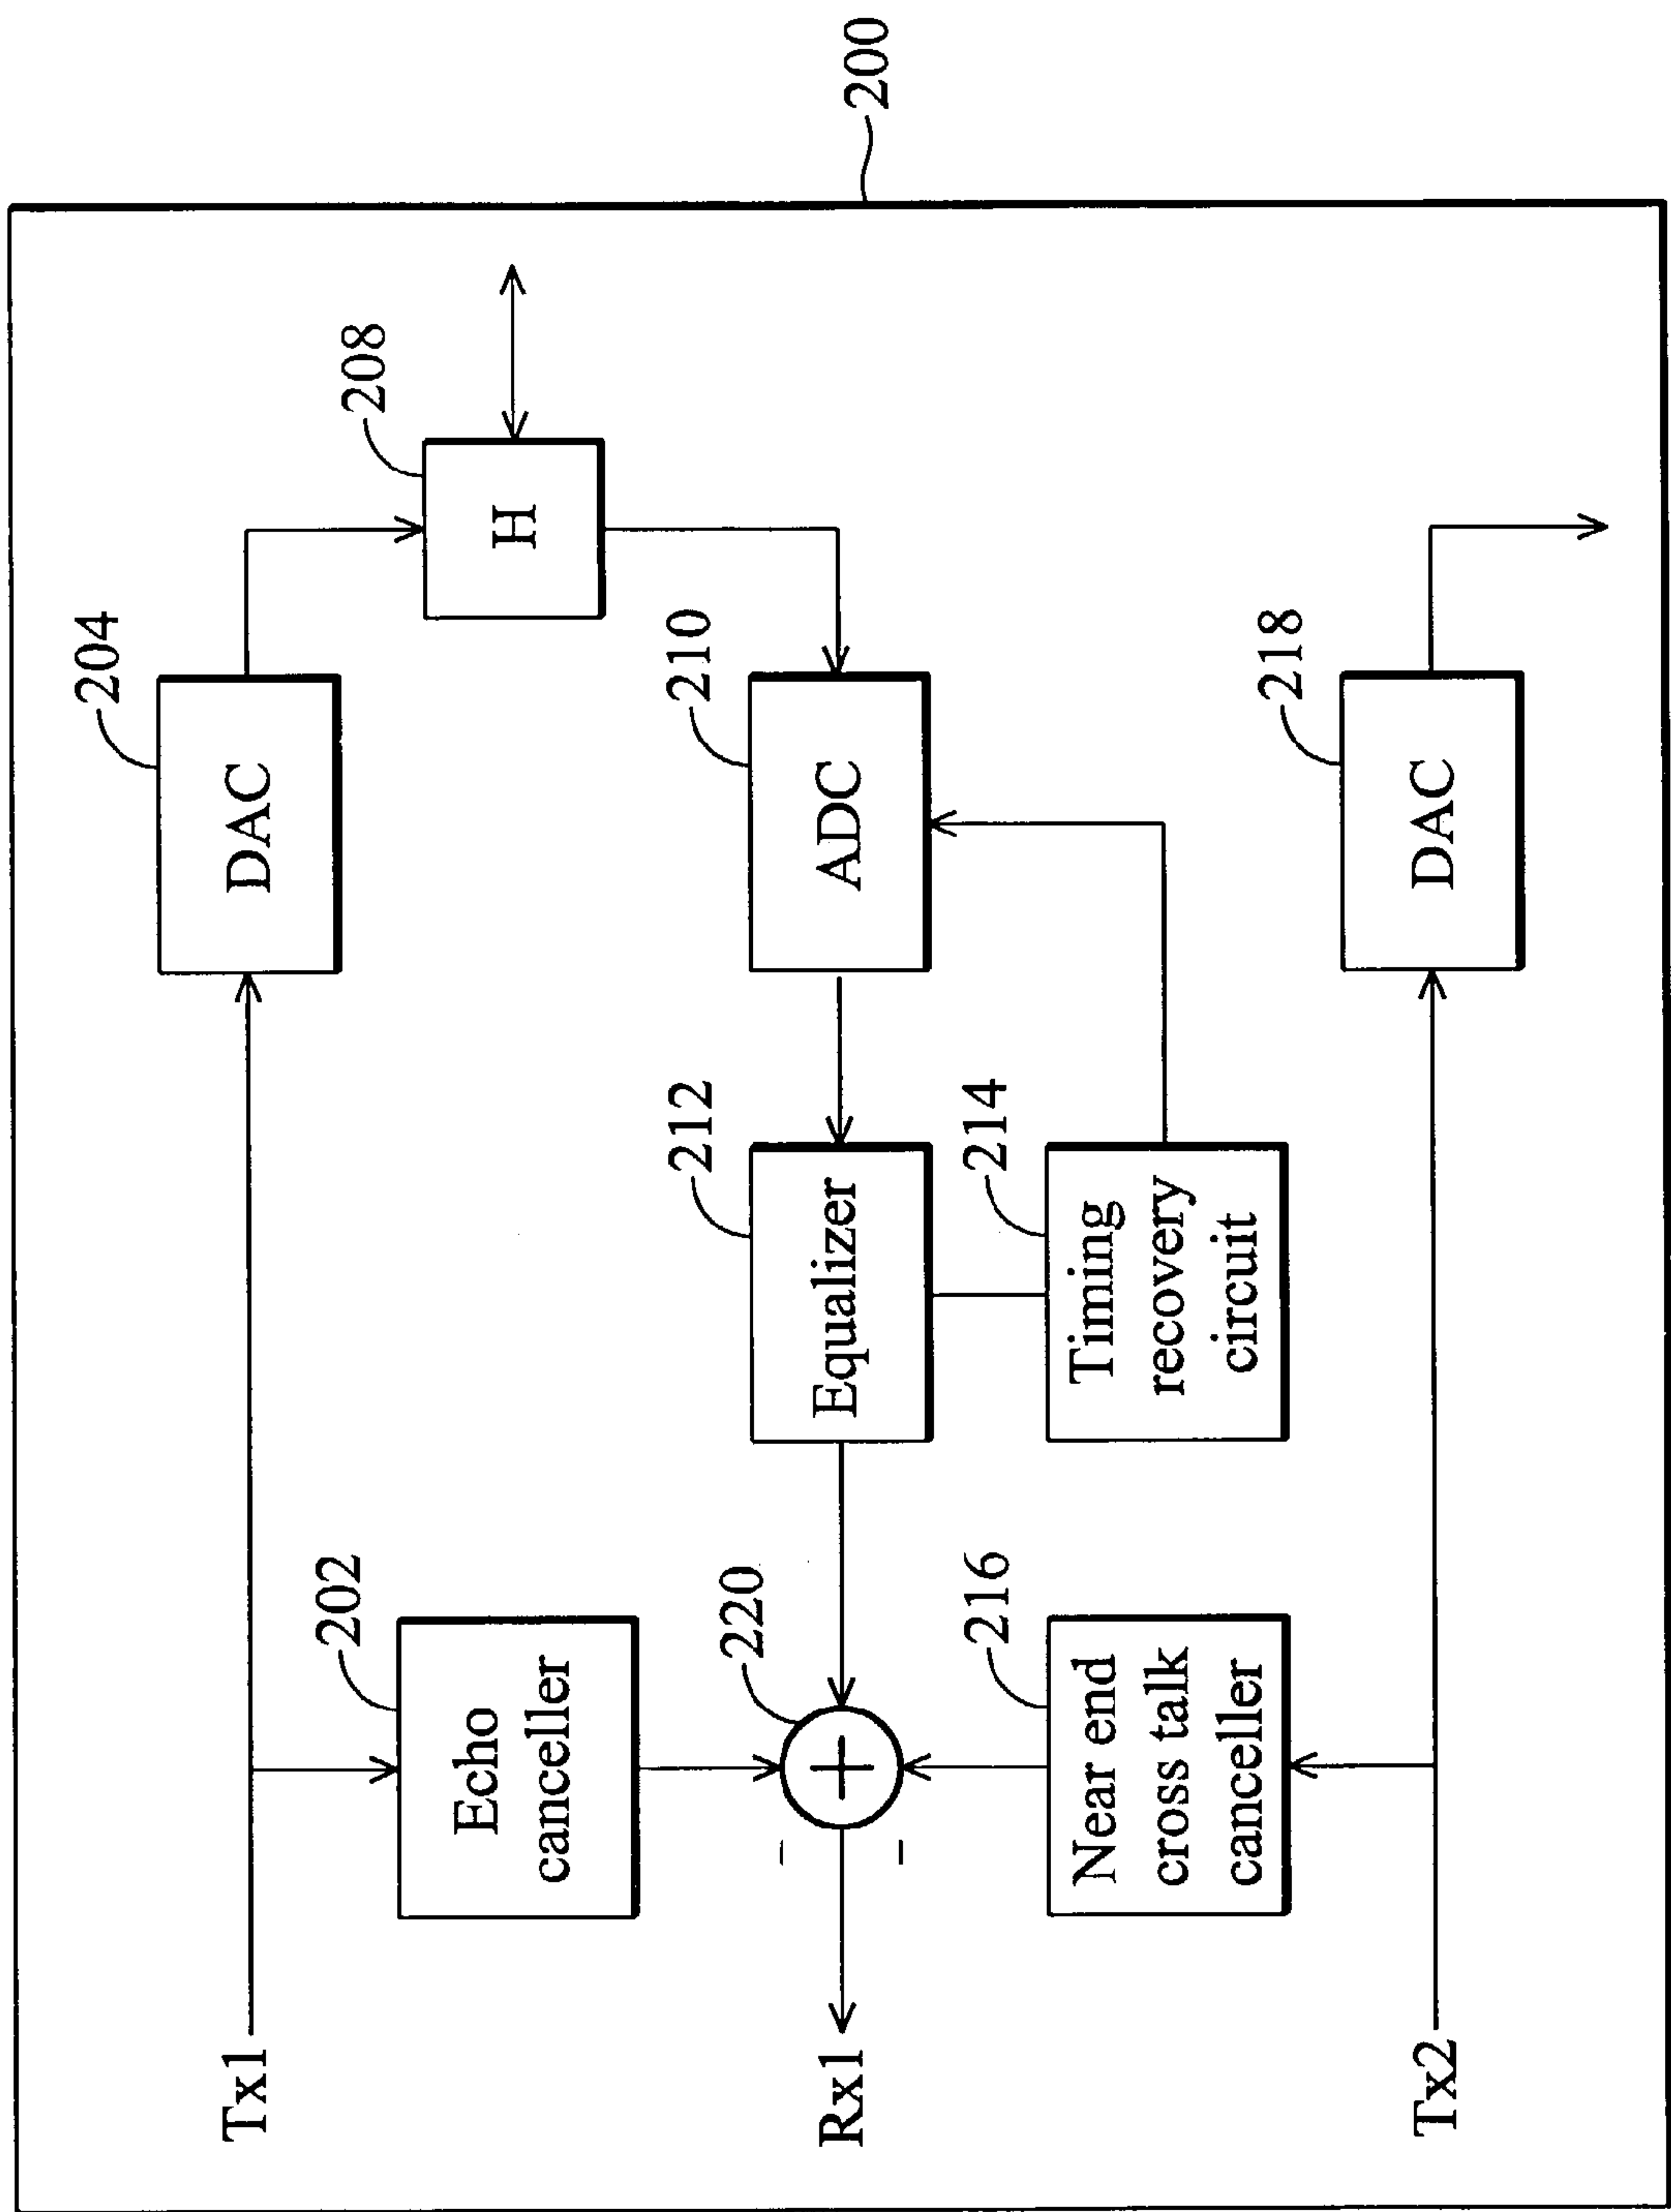 Tx1
DAC
204
208
H
200
Echo
canceller
202
Rx1
+
220
Equalizer
212
ADC
210
Timing
recovery
circuit
214
Near end
cross talk
canceller
216
Tx2
DAC
218